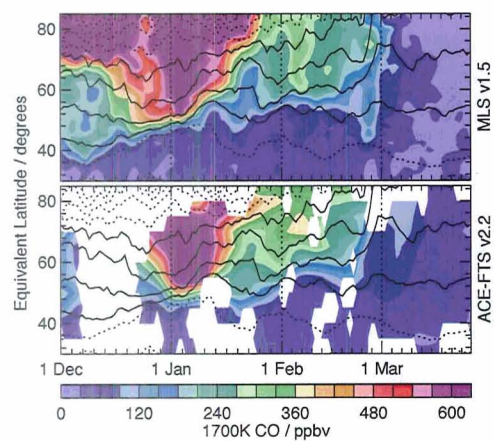 80
60
40
MLS v1.5
Equivalent Latitude / degrees
80
60
40
ACE-FTS v2.2
1 Dec 1 Jan 1 Feb 1 Mar
0 120 240 360 480 600
1700K CO / ppbv